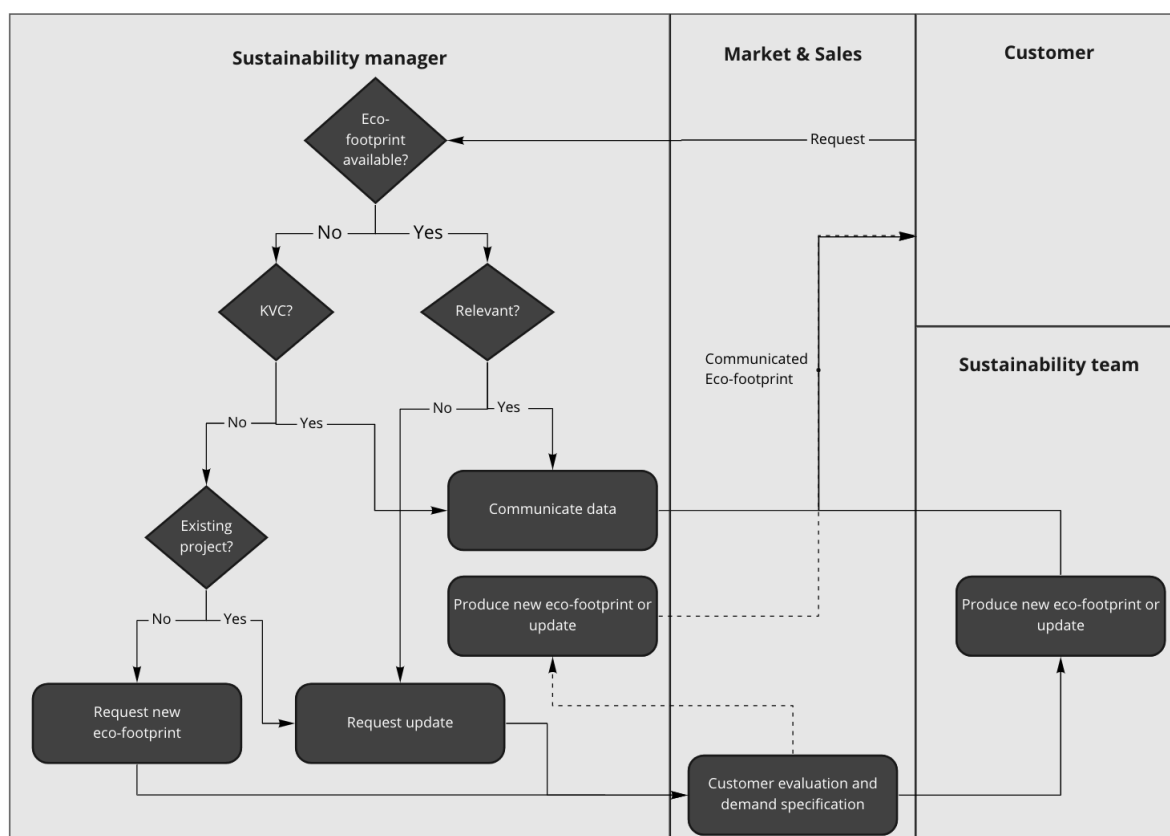 Sustainability manager
Market & Sales
Customer
Eco-
footprint
available?
Request
No
Yes
KVC?
Relevant?
Communicated
Eco-footprint
Sustainability team
No
Yes
No
Yes
Existing
project?
Communicate data
No
Yes
Produce new eco-footprint or
update
Produce new eco-footprint or
update
Request new
eco-footprint
Request update
Customer evaluation and
demand specification